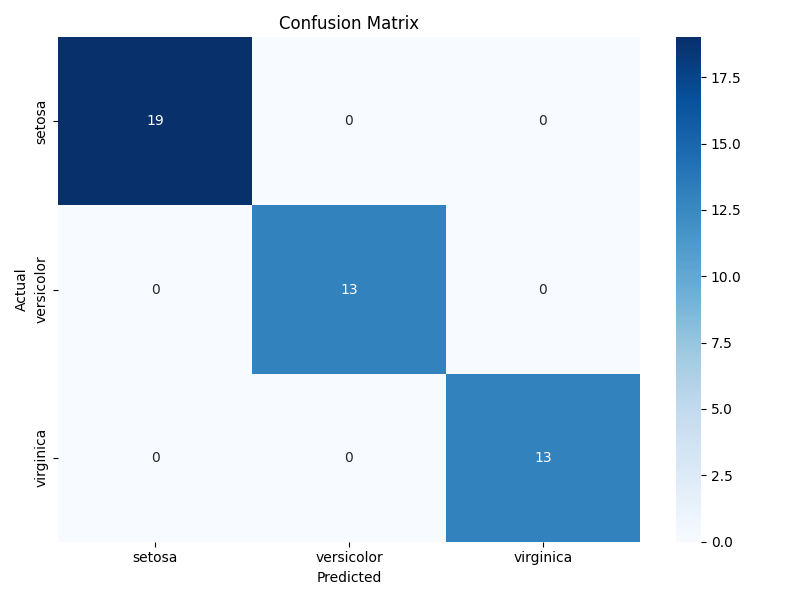 Confusion Matrix
Actual
setosa
19 0 0
versicolor
0 13 0
virginica
0 0 13
setosa versicolor virginica
Predicted
17.5
15.0
12.5
10.0
7.5
5.0
2.5
0.0